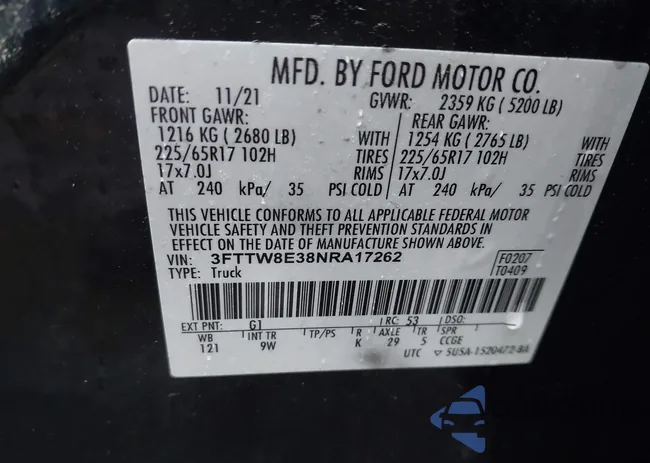 MFD. BY FORD MOTOR CO.
DATE: 11/21 GVWR: 2359 KG ( 5200 LB)
FRONT GAWR: REAR GAWR:
1216 KG ( 2680 LB) WITH 1254 KG ( 2765 LB) WITH
225/65R17 102H TIRES 225/65R17 102H TIRES
17x7.0J RIMS 17x7.0J RIMS
AT 240 kPa/ 35 PSI COLD AT 240 kPa/ 35 PSI COLD
THIS VEHICLE CONFORMS TO ALL APPLICABLE FEDERAL MOTOR
VEHICLE SAFETY AND THEFT PREVENTION STANDARDS IN
EFFECT ON THE DATE OF MANUFACTURE SHOWN ABOVE.
VIN: 3FTTW8E38NRA17262 F0207
TYPE: Truck T0409
EXT PNT: G1 RC: 53 DSO:
WB INT TR TP/PS R AXLE TR SPR
121 9W K 29 5 CCGE
UTC 5U5A-1520472-BA